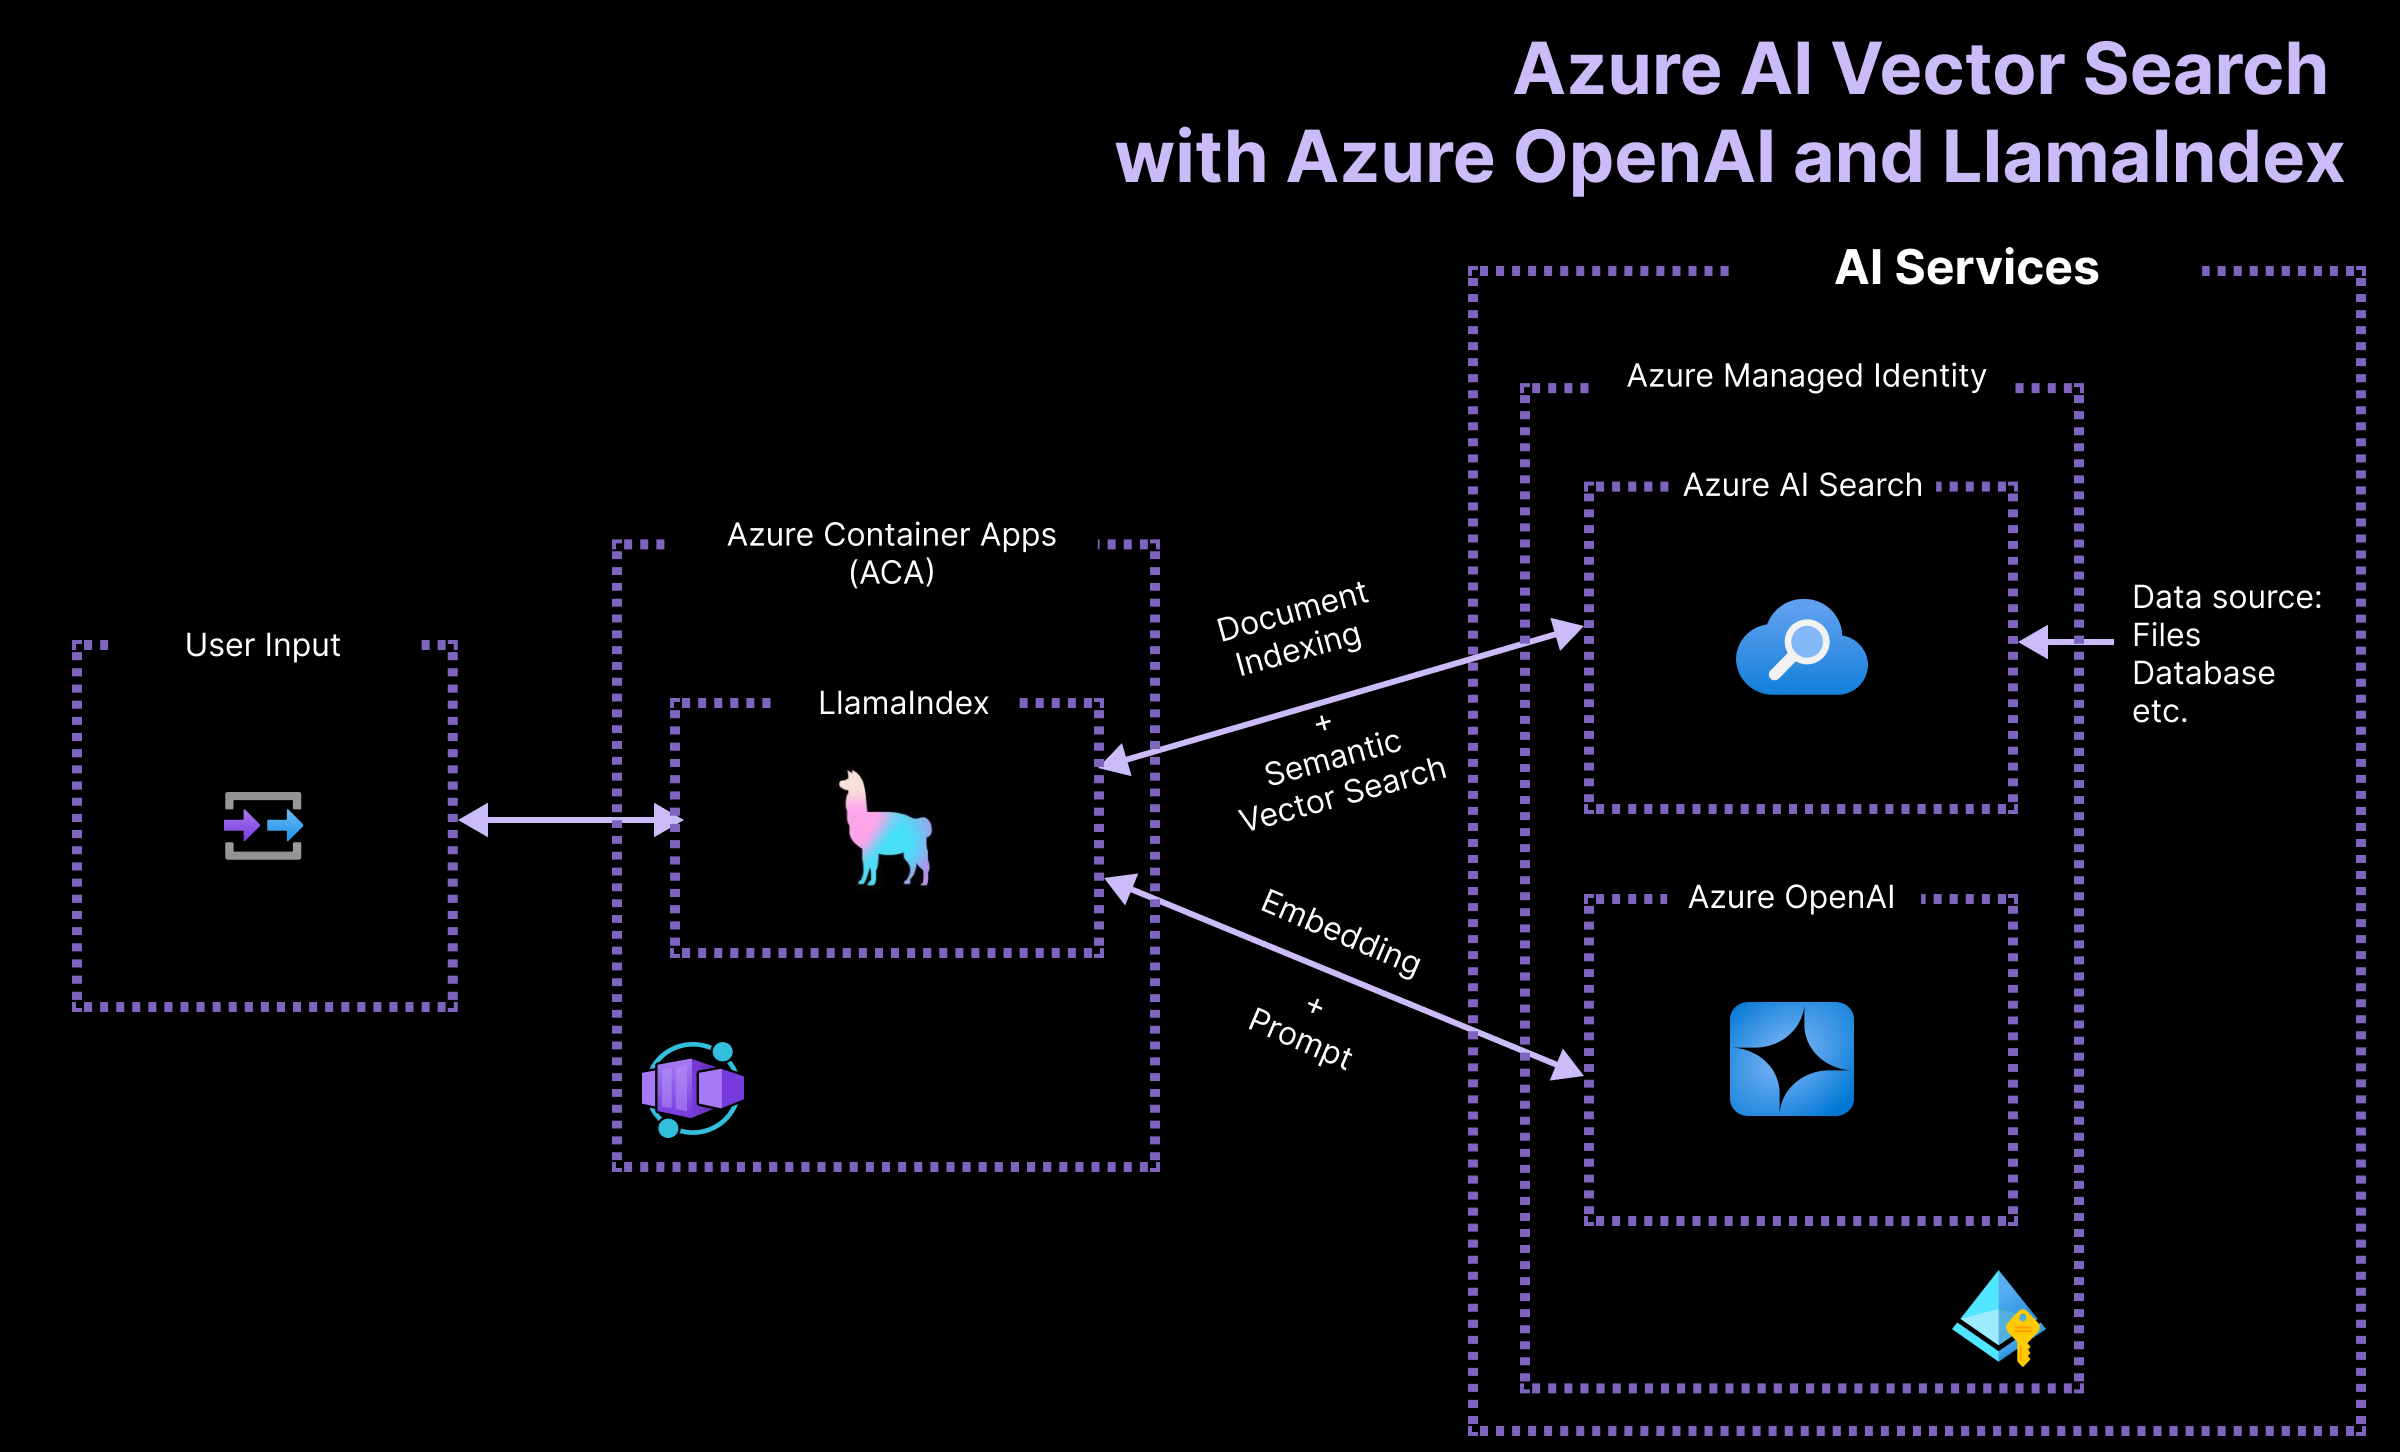 Azure AI Vector Search
with Azure OpenAI and LlamaIndex
AI Services
Azure Managed Identity
Azure AI Search
Data source:
Files
Database
etc.
Azure OpenAI
Azure Container Apps
(ACA)
LlamaIndex
User Input
Document
Indexing
+
Semantic
Vector Search
Embedding
+
Prompt